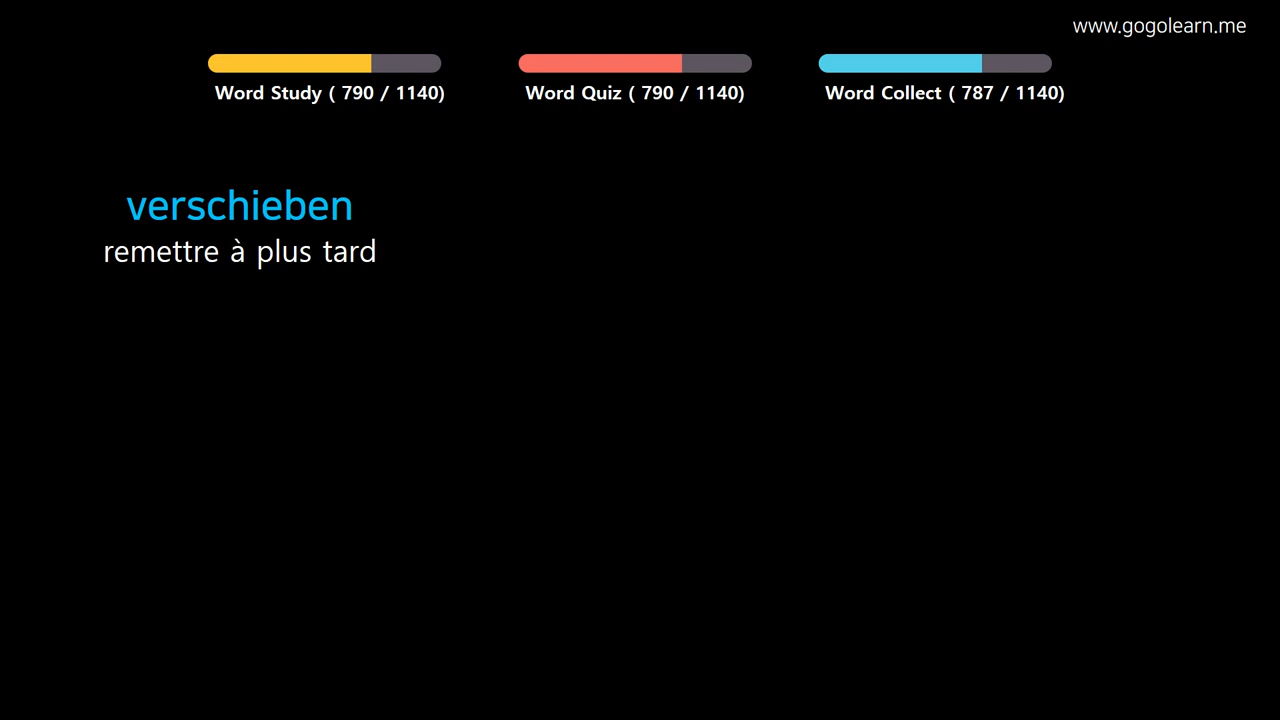 www.gogolearn.me
Word Study ( 790 / 1140)
Word Quiz ( 790 / 1140)
Word Collect ( 787 / 1140)
verschieben
remettre à plus tard